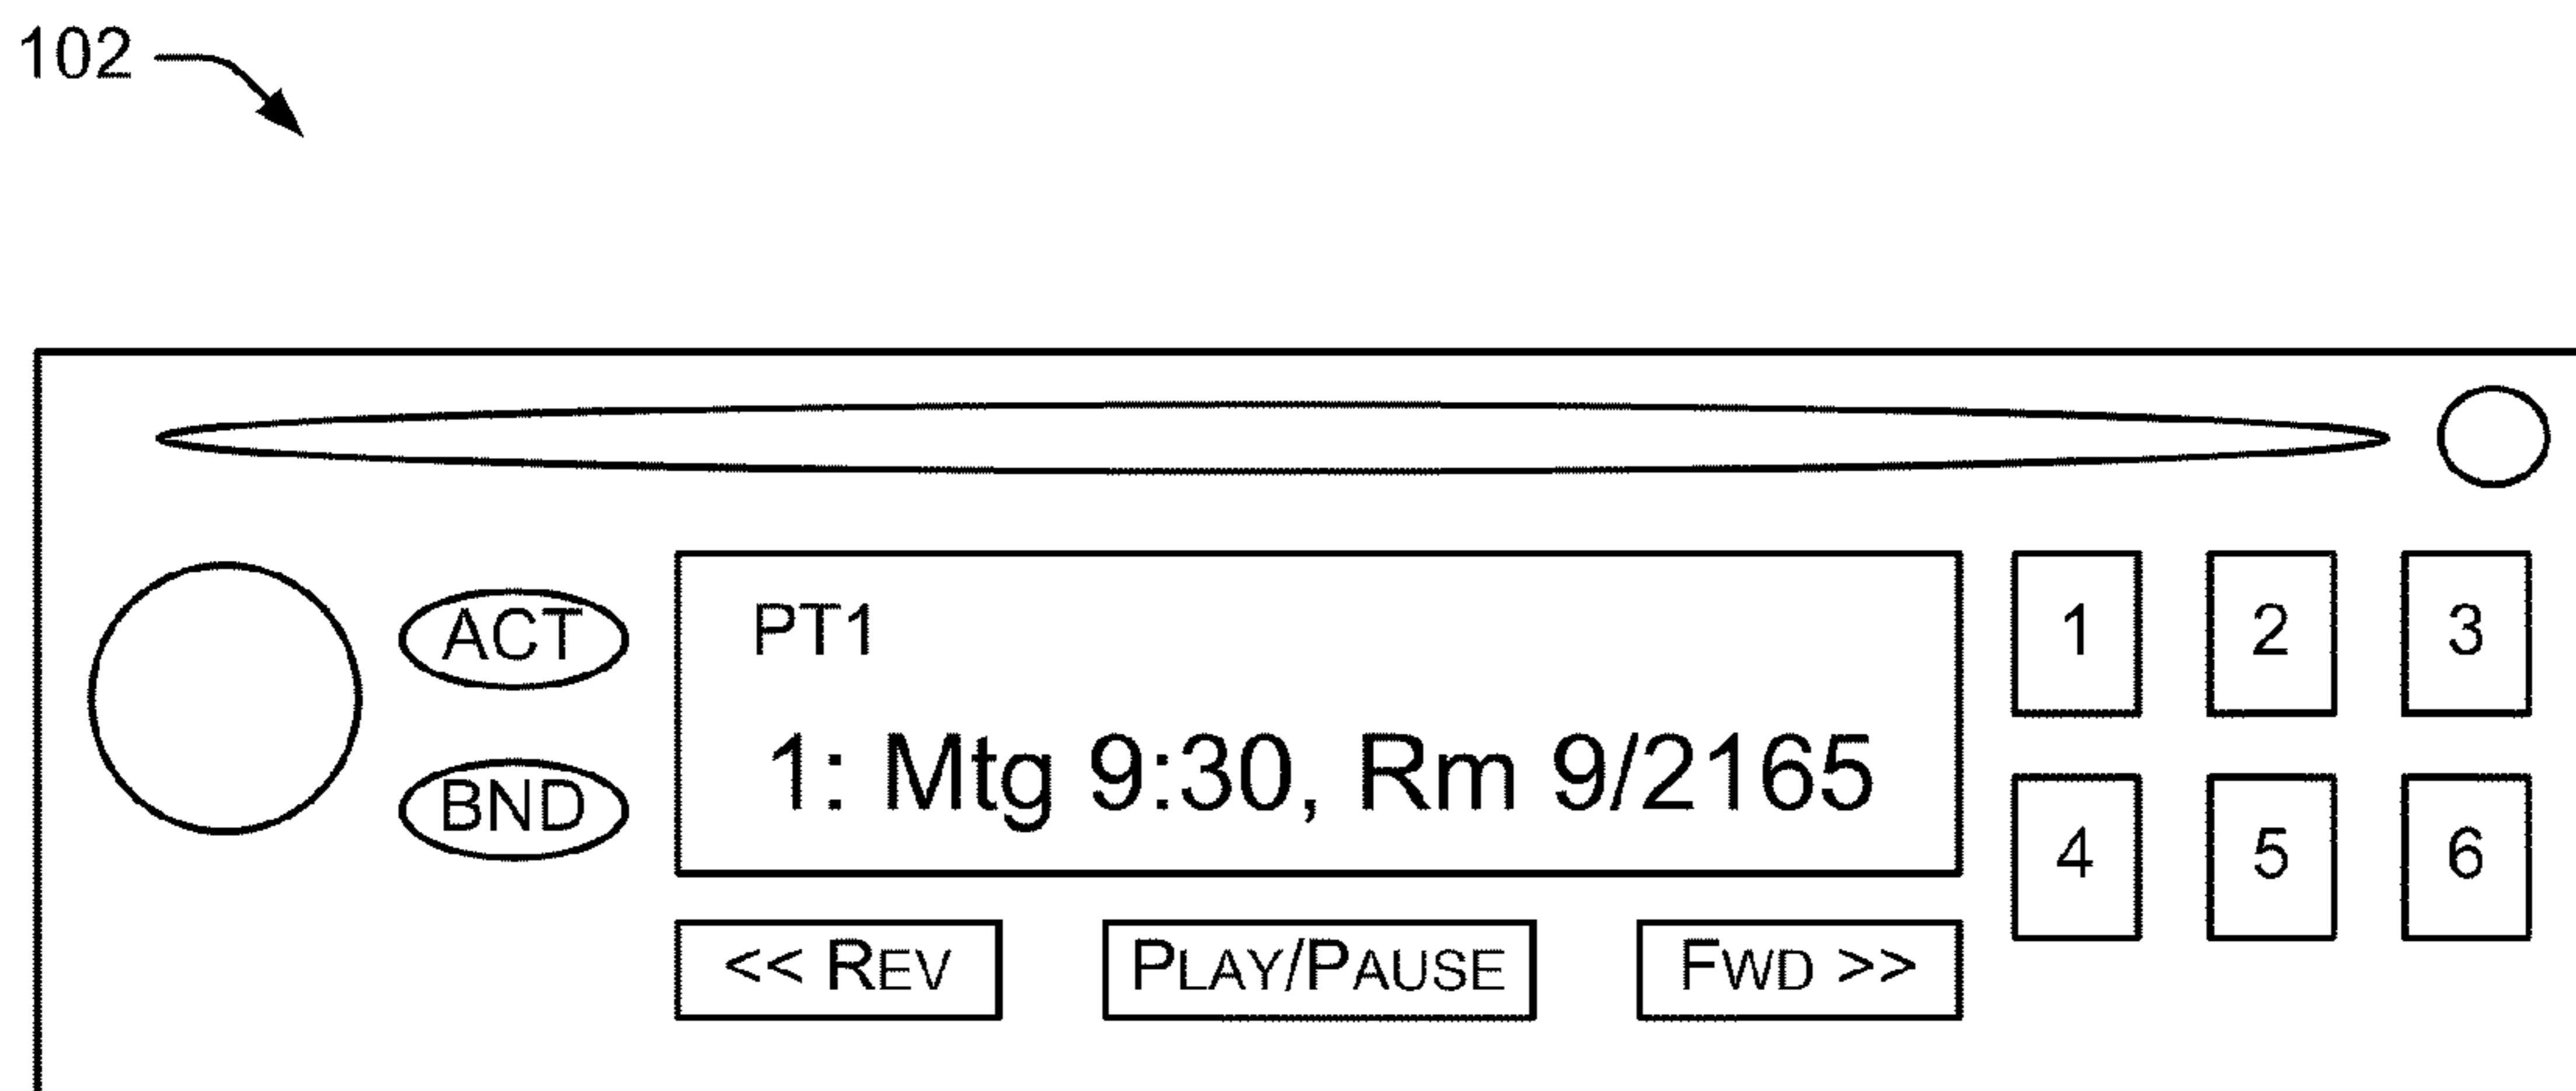 102
ACT
BND
PT1
1: Mtg 9:30, Rm 9/2165
1 2 3
4 5 6
<< REV PLAY/PAUSE FWD >>